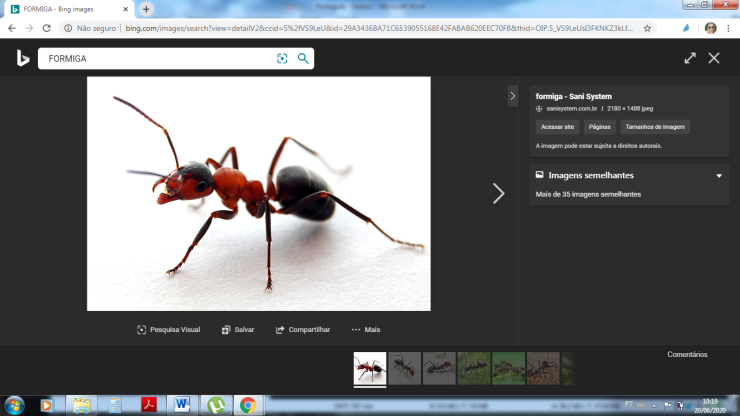 FORMIGA - Bing images
Não seguro | bing.com/images/search?view=detailV2&ccid=5%2fVS9LeU&id=29A3436BA71C6539055168E42FABA8620EEC70FB&thid=OIP.5_VS9LeUsI3FKNKZ3kLf...
FORMIGA
formiga - Sani System
sanisystem.com.br | 2180 × 1488 jpeg
Acessar site Páginas Tamanhos de imagem
A imagem pode estar sujeita a direitos autorais.
Imagens semelhantes
Mais de 35 imagens semelhantes
Pesquisa Visual Salvar Compartilhar Mais
Comentários
PT
10:19
20/06/2020